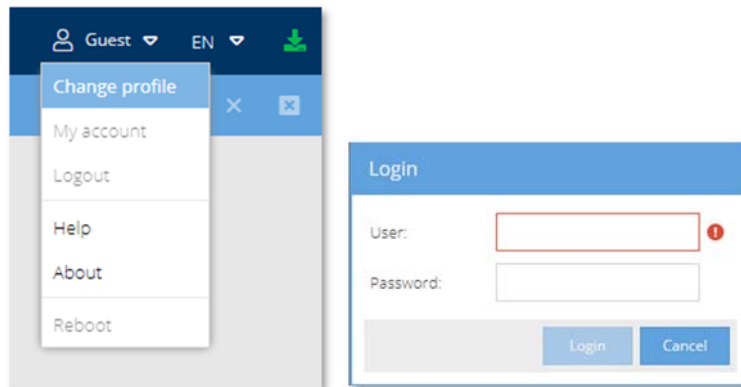 Guest EN
Change profile
My account
Logout
Help
About
Reboot
Login
User:
Password:
Login Cancel